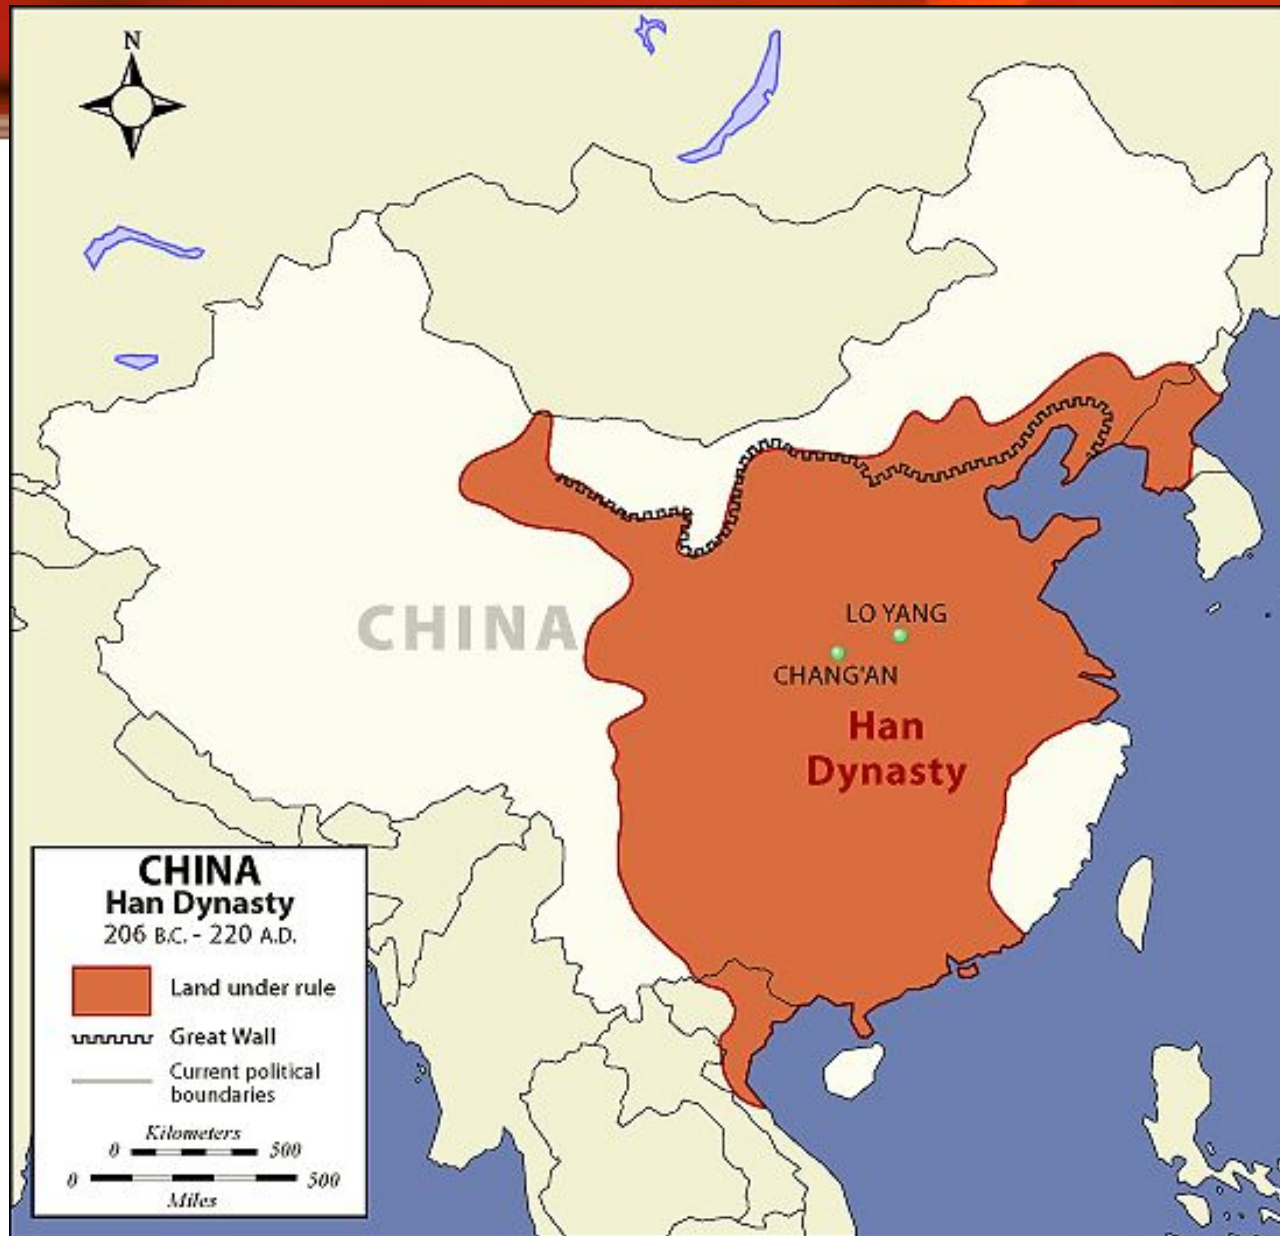 N
CHINA
LO YANG
CHANG'AN
Han
Dynasty
CHINA
Han Dynasty
206 B.C. - 220 A.D.
Land under rule
Great Wall
Current political
boundaries
Kilometers
0 500
0 500
Miles